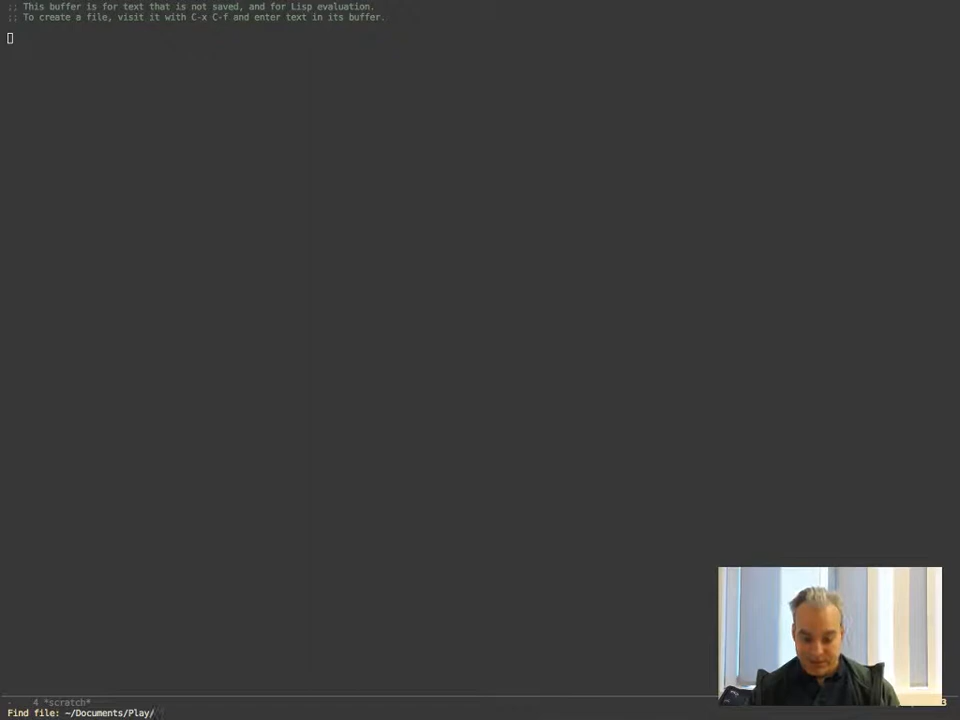 ;; This buffer is for text that is not saved, and for Lisp evaluation.
;; To create a file, visit it with C-x C-f and enter text in its buffer.
- 4 *scratch*
Find file: ~/Documents/Play/